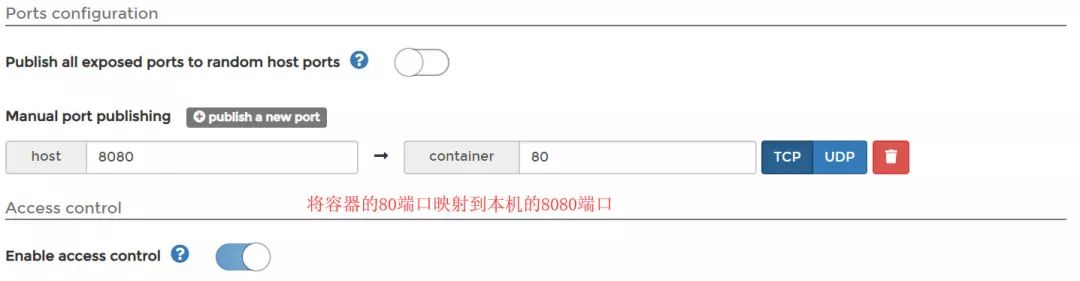 Ports configuration
Publish all exposed ports to random host ports ?
Manual port publishing + publish a new port
host 8080 → container 80 TCP UDP
将容器的80端口映射到本机的8080端口
Access control
Enable access control ?